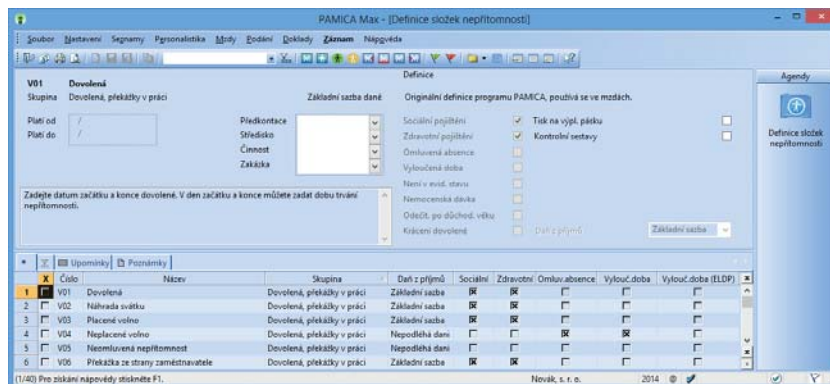 PAMICA Max - [Definice složek nepřítomnosti]
Soubor Nastavení Seznamy Personalistika Mzdy Podání Doklady Záznam Nápověda
V01 Dovolená
Skupina Dovolená, překážky v práci Základní sazba daně
Platí od / Předkontace
Platí do / Středisko
Činnost
Zakázka
Zadejte datum začátku a konce dovolené. V den začátku a konce můžete zadat dobu trvání
nepřítomnosti.
Definice
Originální definice programu PAMICA, používá se ve mzdách.
Sociální pojištění Tisk na výpl. pásku
Zdravotní pojištění Kontrolní sestavy
Omluvená absence
Vyloučená doba
Není v evid. stavu
Nemocenská dávka
Odečit. po důchod. věku
Krácení dovolené Daň z příjmů Základní sazba
Agendy
Definice složek
nepřítomnosti
* Upomínky Poznámky
X Číslo Název Skupina Daň z příjmů Sociální Zdravotní Omluv.absence Vylouč.doba Vylouč.doba (ELDP)
1 V01 Dovolená Dovolená, překážky v práci Základní sazba
2 V02 Náhrada svátku Dovolená, překážky v práci Základní sazba
3 V03 Placené volno Dovolená, překážky v práci Základní sazba
4 V04 Neplacené volno Dovolená, překážky v práci Nepodléhá dani
5 V05 Neomluvená nepřítomnost Dovolená, překážky v práci Nepodléhá dani
6 V06 Překážka ze strany zaměstnavatele Dovolená, překážky v práci Základní sazba
(1/40) Pro získání nápovědy stiskněte F1. Novák, s. r. o. 2014 @